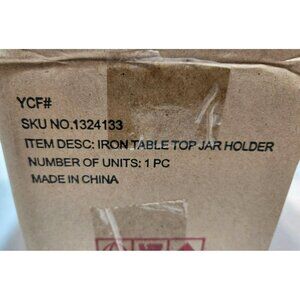 YCF#
SKU NO.1324133
ITEM DESC: IRON TABLE TOP JAR HOLDER
NUMBER OF UNITS: 1 PC
MADE IN CHINA